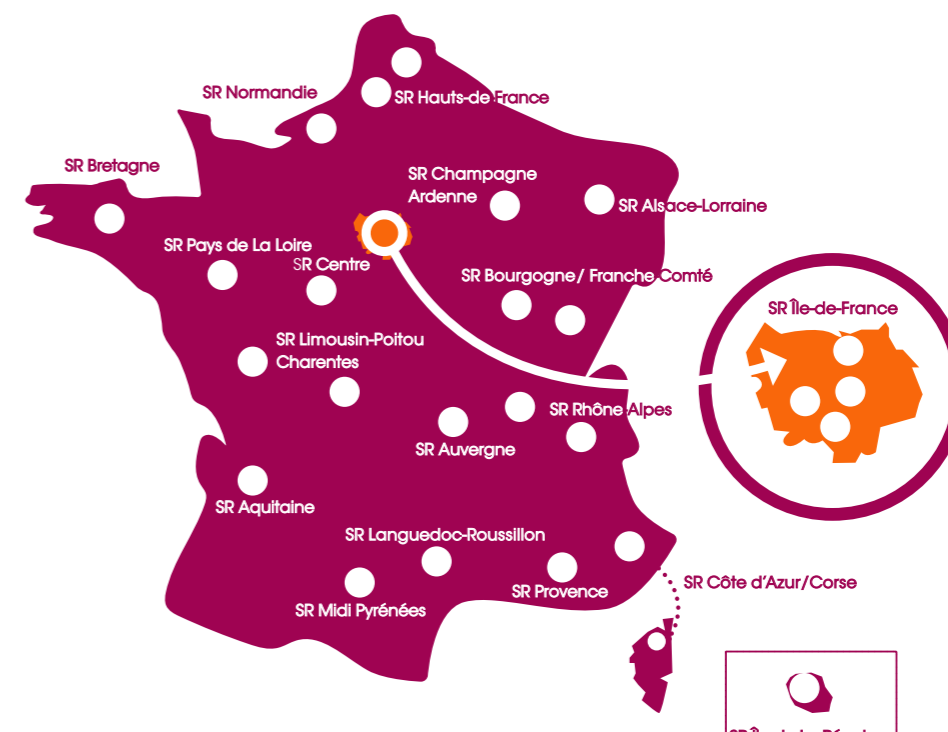 SR Normandie
SR Hauts-de France
SR Bretagne
SR Champagne
Ardenne
SR Alsace-Lorraine
SR Pays de La Loire
SR Centre
SR Bourgogne/ Franche Comté
SR Île-de-France
SR Limousin-Poitou
Charentes
SR Rhône Alpes
SR Auvergne
SR Aquitaine
SR Languedoc-Roussillon
SR Provence
SR Côte d'Azur/Corse
SR Midi Pyrénées